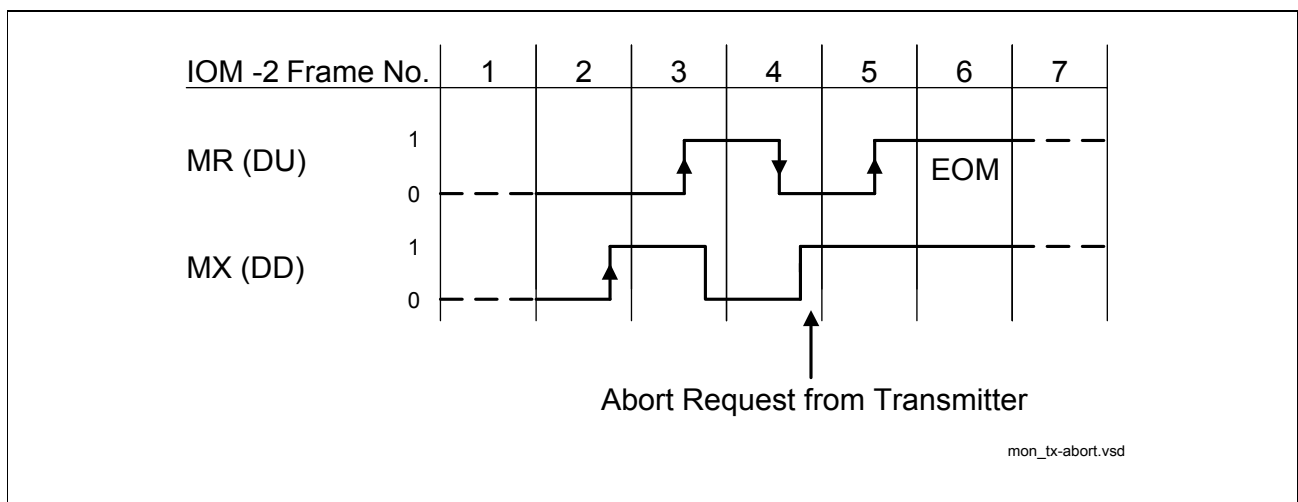 IOM -2 Frame No. 1 2 3 4 5 6 7
MR (DU) 1
0
EOM
MX (DD) 1
0
Abort Request from Transmitter
mon_tx-abort.vsd